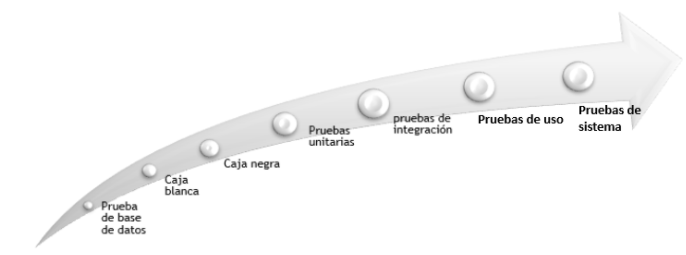 Prueba
de base
de datos
Caja
blanca
Caja negra
Pruebas
unitarias
pruebas de
integración
Pruebas de uso
Pruebas de
sistema